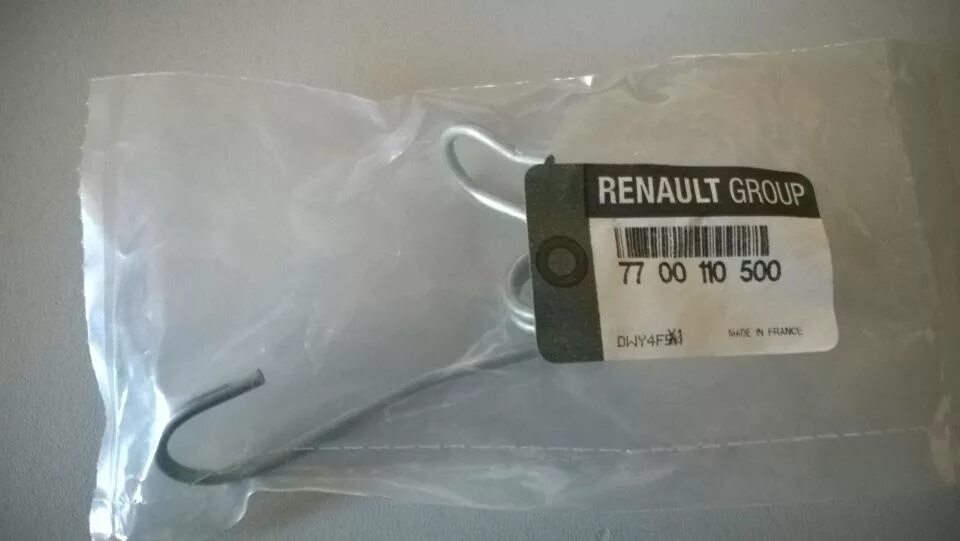 RENAULT GROUP
77 00 110 500
MADE IN FRANCE